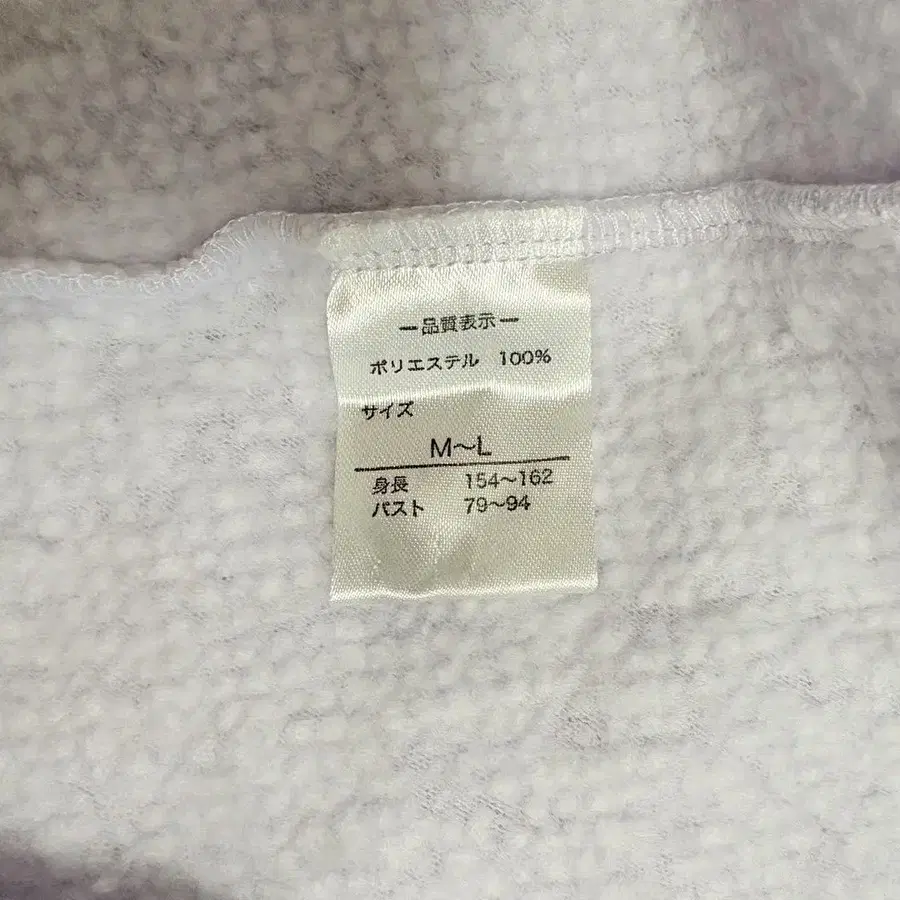 ー品質表示ー
ポリエステル 100%
サイズ
M〜L
身長 154〜162
バスト 79〜94